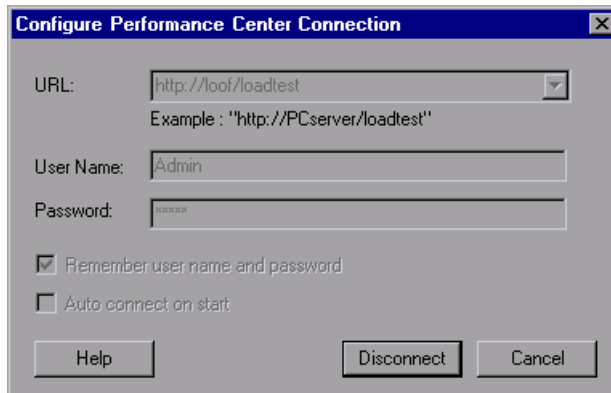 Configure Performance Center Connection
URL: http://loof/loadtest
Example : "http://PCserver/loadtest"
User Name: Admin
Password: xxxxx
Remember user name and password
Auto connect on start
Help Disconnect Cancel